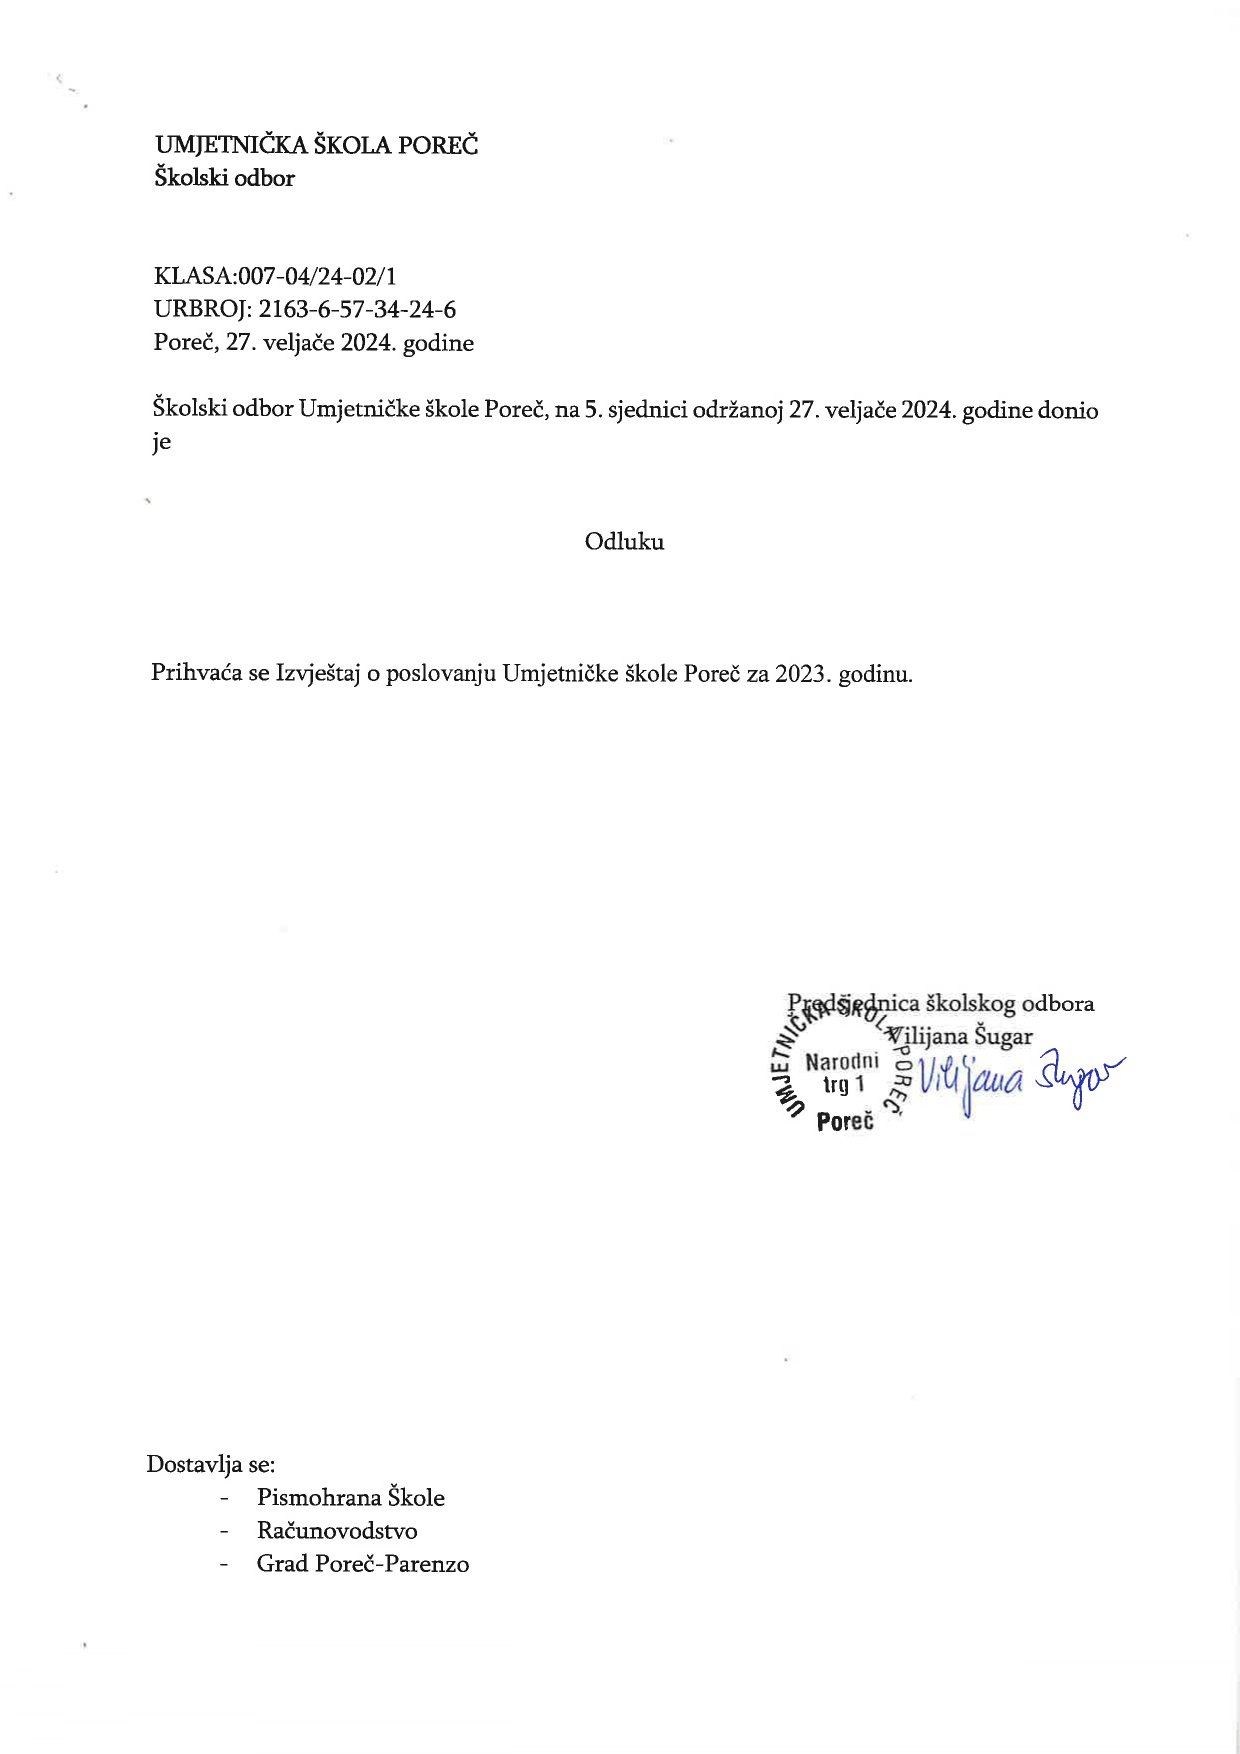 UMJETNIČKA ŠKOLA POREČ
Školski odbor
KLASA:007-04/24-02/1
URBROJ: 2163-6-57-34-24-6
Poreč, 27. veljače 2024. godine
Školski odbor Umjetničke škole Poreč, na 5. sjednici održanoj 27. veljače 2024. godine donio
je
Odluku
Prihvaća se Izvještaj o poslovanju Umjetničke škole Poreč za 2023. godinu.
Predsjednica školskog odbora
Vilijana Šugar
UMJETNIČKA ŠKOLA POREČ
Narodni
trg 1
Poreč
Vilijana Šugar
Dostavlja se:
- Pismohrana Škole
- Računovodstvo
- Grad Poreč-Parenzo